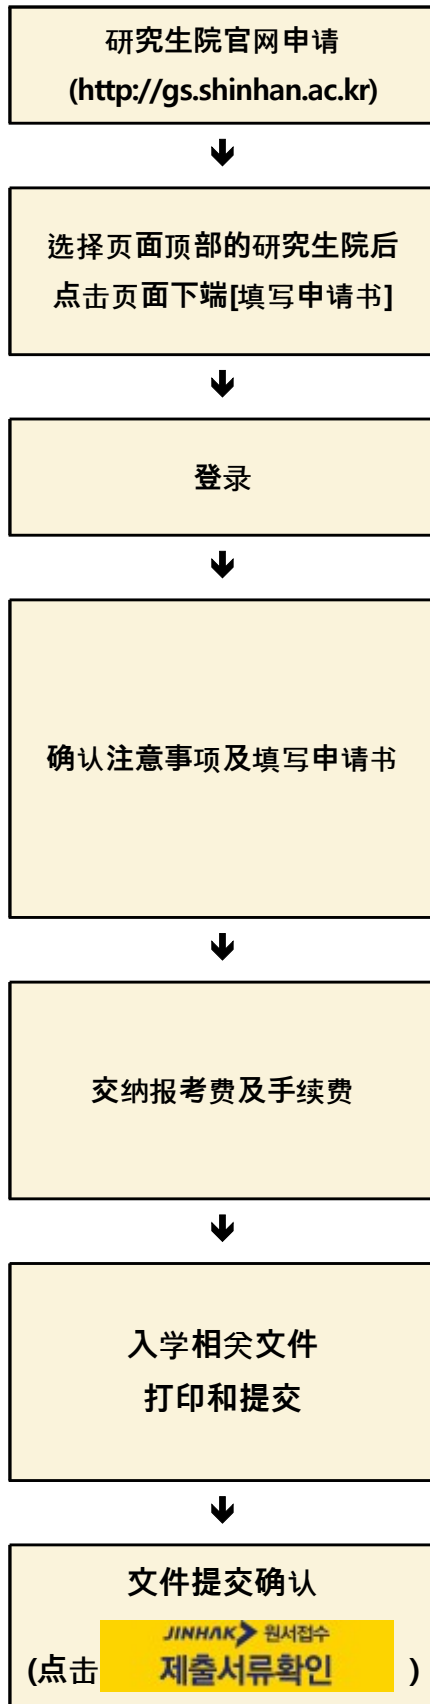 研究生院官网申请
(http://gs.shinhan.ac.kr)
选择页面顶部的研究生院后
点击页面下端[填写申请书]
登录
确认注意事项及填写申请书
交纳报考费及手续费
入学相关文件
打印和提交
文件提交确认
JINHAK 원서접수
(点击 제출서류확인 )